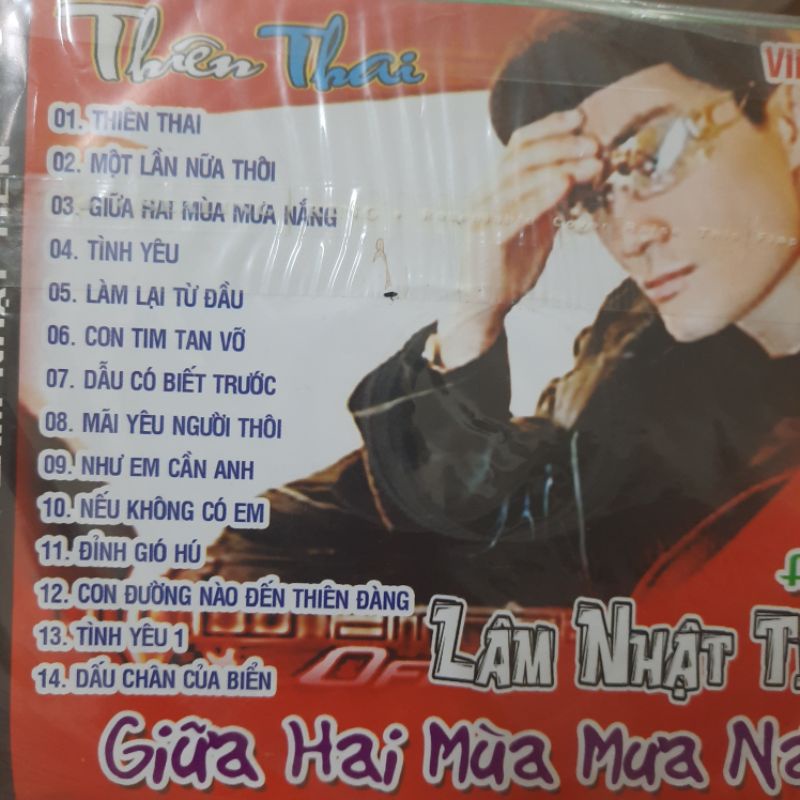 Thiên Thai
VI
01. THIÊN THAI
02. MỘT LẦN NỮA THÔI
03. GIỮA HAI MÙA MƯA NẮNG
04. TÌNH YÊU
05. LÀM LẠI TỪ ĐẦU
06. CON TIM TAN VỠ
07. DẪU CÓ BIẾT TRƯỚC
08. MÃI YÊU NGƯỜI THÔI
09. NHƯ EM CẦN ANH
10. NẾU KHÔNG CÓ EM
11. ĐỈNH GIÓ HÚ
12. CON ĐƯỜNG NÀO ĐẾN THIÊN ĐÀNG
13. TÌNH YÊU 1
14. DẤU CHÂN CỦA BIỂN
LÂM NHẬT T
Giữa Hai Mùa Mưa Na